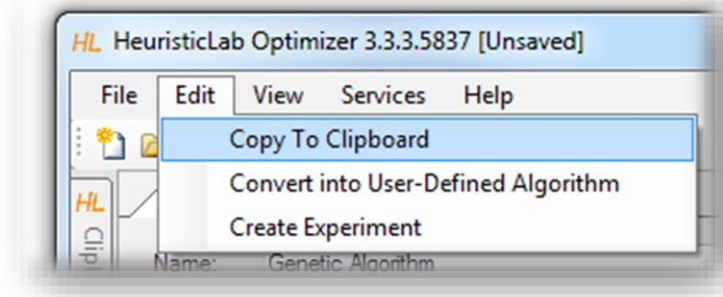 HL HeuristicLab Optimizer 3.3.3.5837 [Unsaved]
File Edit View Services Help
Copy To Clipboard
Convert into User-Defined Algorithm
Create Experiment
HL
Clip
Name: Genetic Algorithm